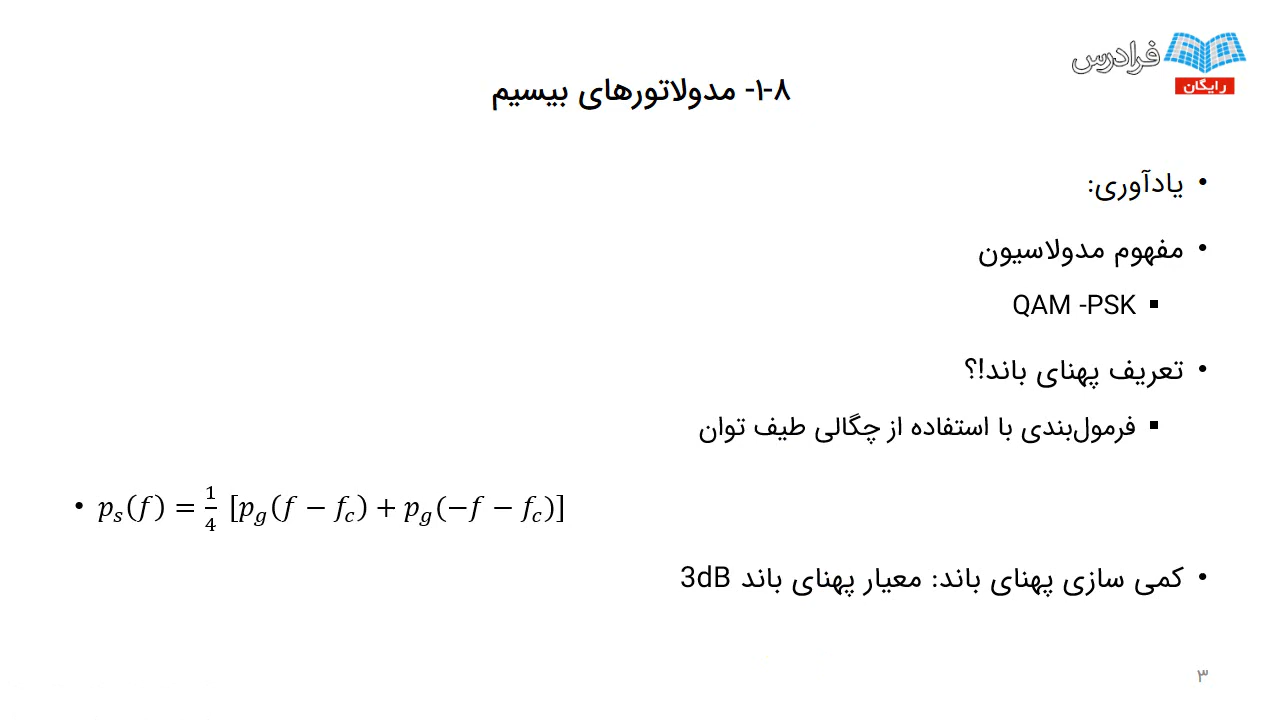 فرادرس
رایگان
۸-۱- مدولاتورهای بیسیم
• یادآوری:
• مفهوم مدولاسیون
▪ QAM -PSK
• تعریف پهنای باند!؟
▪ فرمول‌بندی با استفاده از چگالی طیف توان
• p_s(f) = 1/4 [p_g(f − f_c) + p_g(−f − f_c)]
• کمی سازی پهنای باند: معیار پهنای باند 3dB
۳